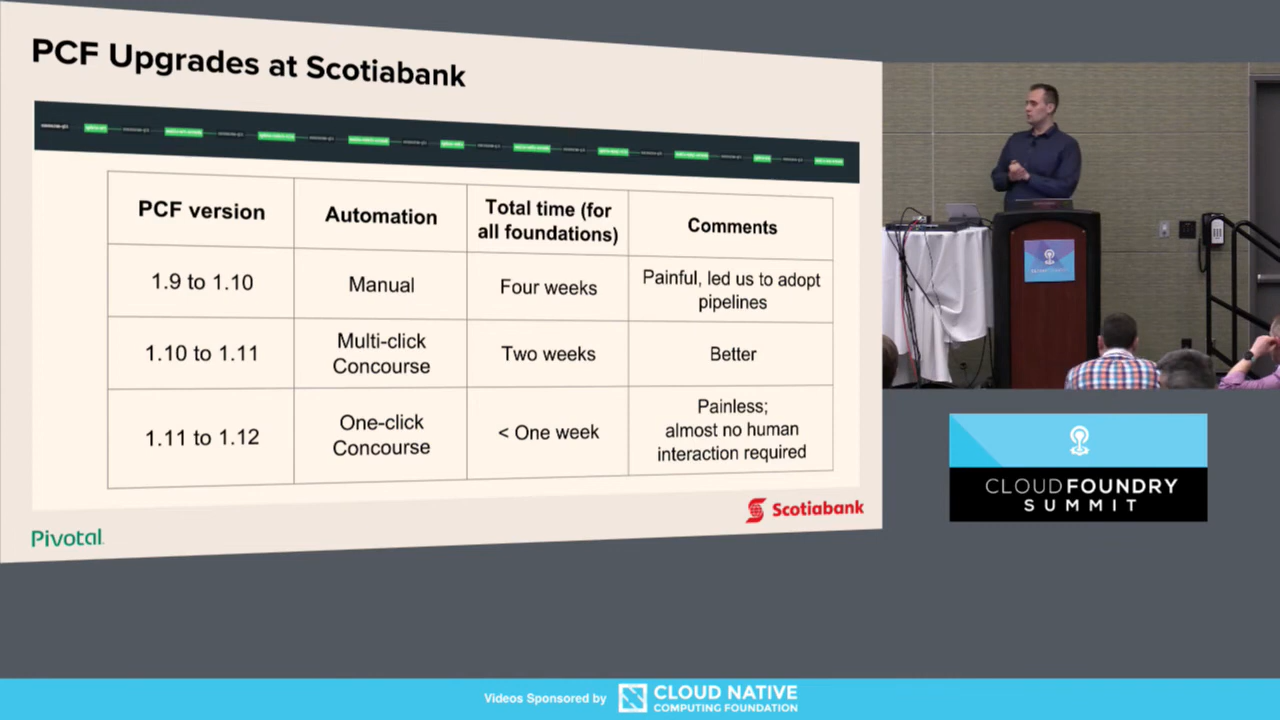 PCF Upgrades at Scotiabank
PCF version
Automation
Total time (for
all foundations)
Comments
1.9 to 1.10
Manual
Four weeks
Painful, led us to adopt
pipelines
1.10 to 1.11
Multi-click
Concourse
Two weeks
Better
1.11 to 1.12
One-click
Concourse
< One week
Painless;
almost no human
interaction required
Pivotal
Scotiabank
CLOUD FOUNDRY
SUMMIT
Videos Sponsored by
CLOUD NATIVE
COMPUTING FOUNDATION